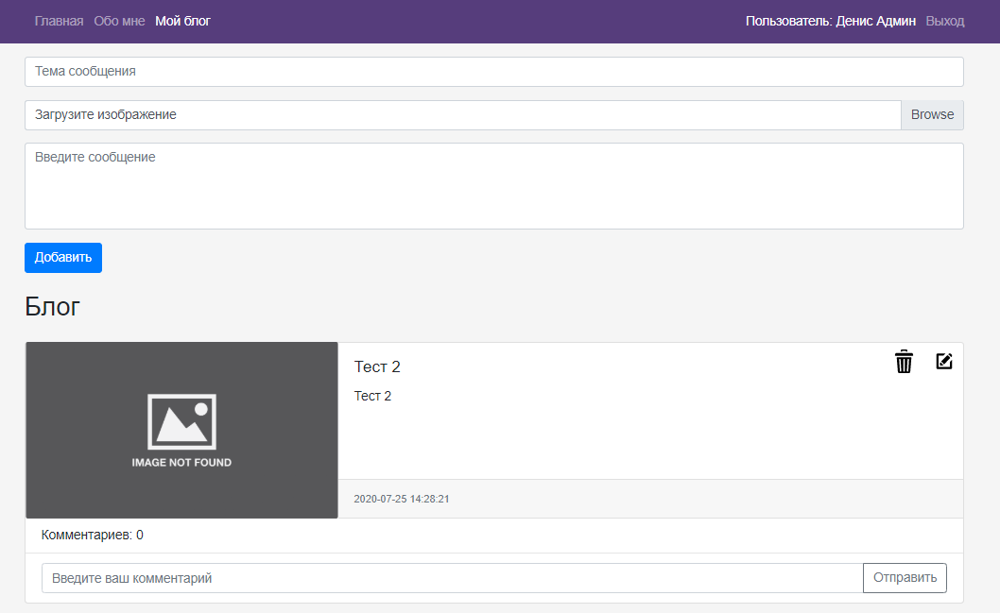 Главная Обо мне Мой блог Пользователь: Денис Админ Выход
Тема сообщения
Загрузите изображение Browse
Введите сообщение
Добавить
Блог
Тест 2
Тест 2
IMAGE NOT FOUND
2020-07-25 14:28:21
Комментариев: 0
Введите ваш комментарий Отправить